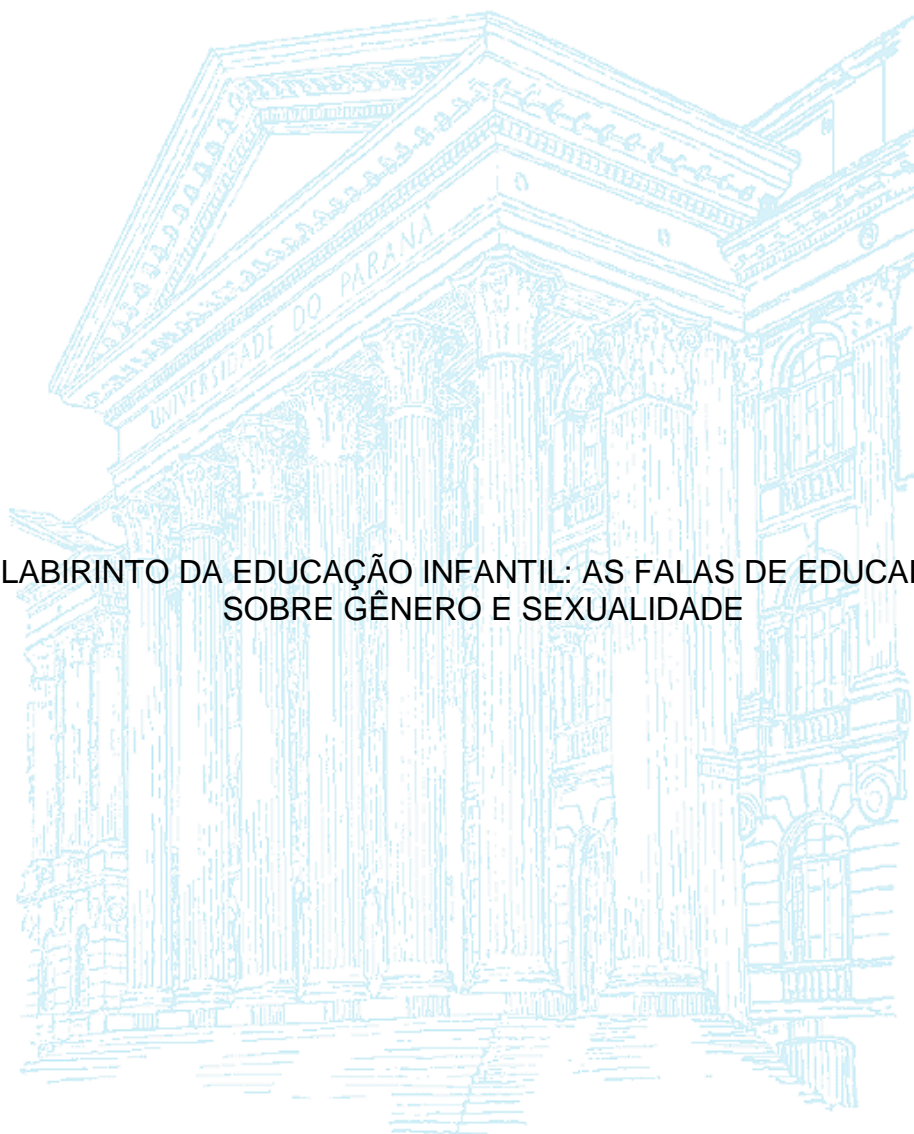 UNIVERSIDADE DO PARANÁ
LABIRINTO DA EDUCAÇÃO INFANTIL: AS FALAS DE
SOBRE GÊNERO E SEXUALIDADE